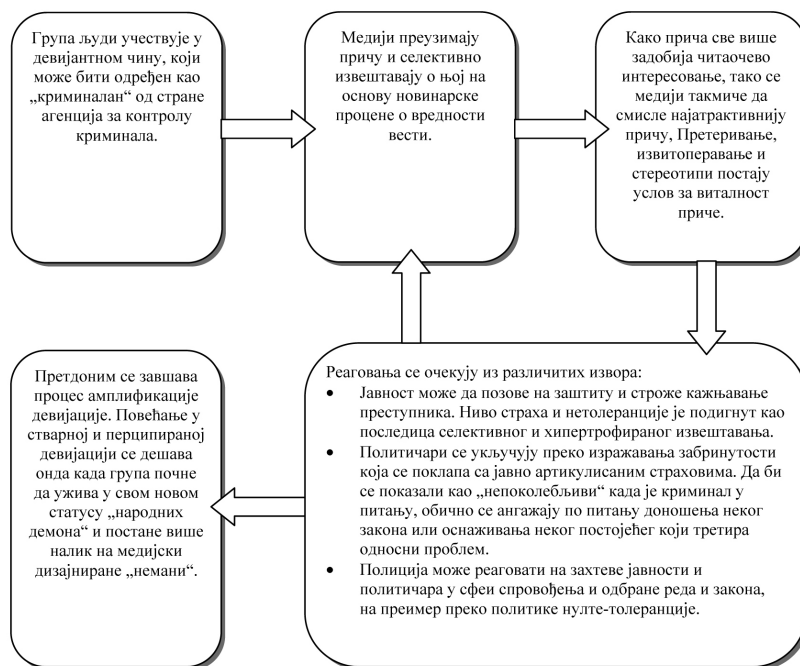 Група људи учествује у
девијантном чину, који
може бити одређен као
„криминалан“ од стране
агенција за контролу
криминала.
Медији преузимају
причу и селективно
извештавају о њој на
основу новинарске
процене о вредности
вести.
Како прича све више
задобија читаочево
интересовање, тако се
медији такмиче да
смисле најатрактивнију
причу, Претеривање,
извитоперавање и
стереотипи постају
услов за виталност
приче.
Реаговања се очекују из различитих извора:
• Јавност може да позове на заштиту и строже кажњавање
преступника. Ниво страха и нетолеранције је подигнут као
последица селективног и хипертрофираног извештавања.
• Политичари се укључују преко изражавања забринутости
која се поклапа са јавно артикулисаним страховима. Да би
се показали као „непоколебљиви“ када је криминал у
питању, обично се ангажају по питању доношења неког
закона или оснаживања неког постојећег који третира
односни проблем.
• Полиција може реаговати на захтеве јавности и
политичара у сфеи спровођења и одбране реда и закона,
на преимер преко политике нулте-толеранције.
Претдоним се завшава
процес амплификације
девијације. Повећање у
стварној и перципираној
девијацији се дешава
онда када група почне
да ужива у свом новом
статусу „народних
демона“ и постане више
налик на медијски
дизајниране „немани“.